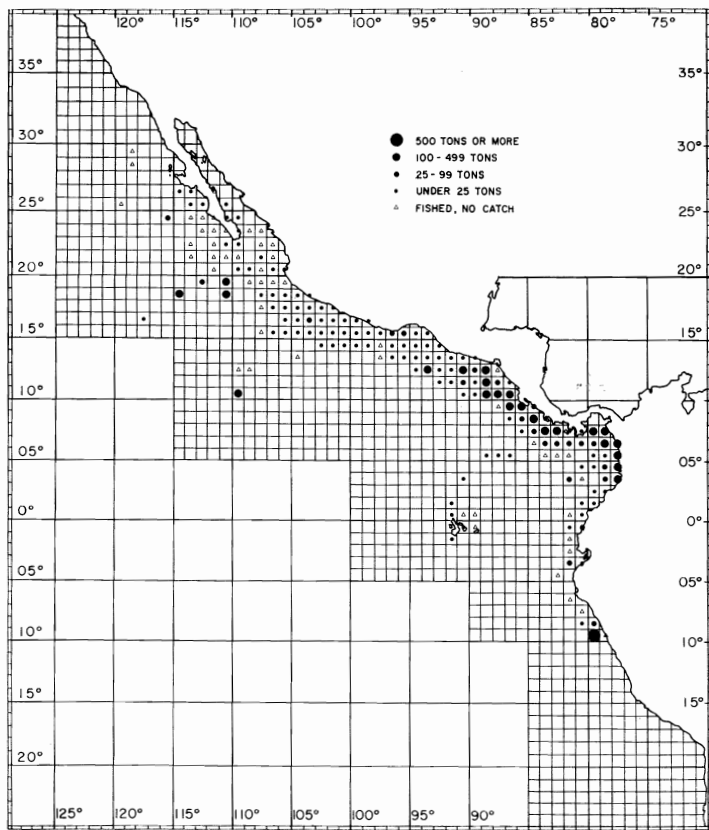 120° 115° 110° 105° 100° 95° 90° 85° 80° 75°
35° 35°
500 TONS OR MORE
30° 30°
100 - 499 TONS
25 - 99 TONS
UNDER 25 TONS
25° 25°
FISHED, NO CATCH
20° 20°
15° 15°
10° 10°
05° 05°
0° 0°
05° 05°
10° 10°
15° 15°
20°
125° 120° 115° 110° 105° 100° 95° 90° 85° 80° 75°